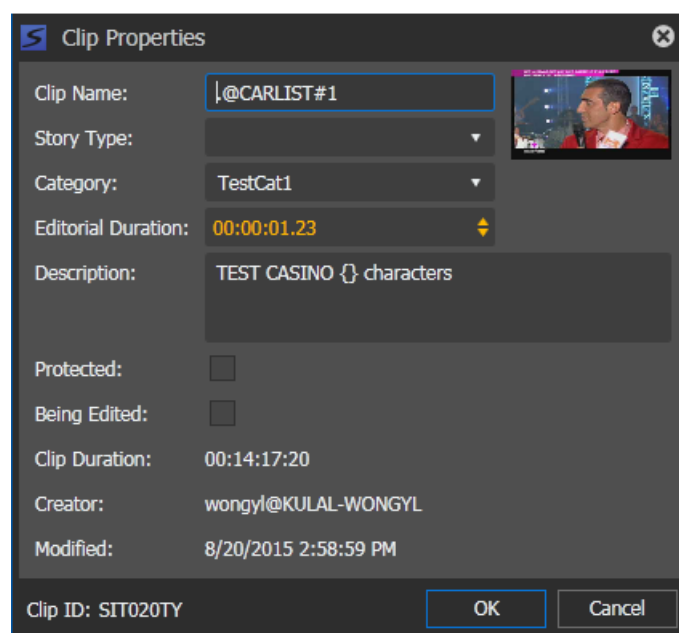 Clip Properties
Clip Name: .@CARLIST#1
Story Type:
Category: TestCat1
Editorial Duration: 00:00:01.23
Description: TEST CASINO {} characters
Protected:
Being Edited:
Clip Duration: 00:14:17:20
Creator: wongyl@KULAL-WONGYL
Modified: 8/20/2015 2:58:59 PM
Clip ID: SIT020TY OK Cancel